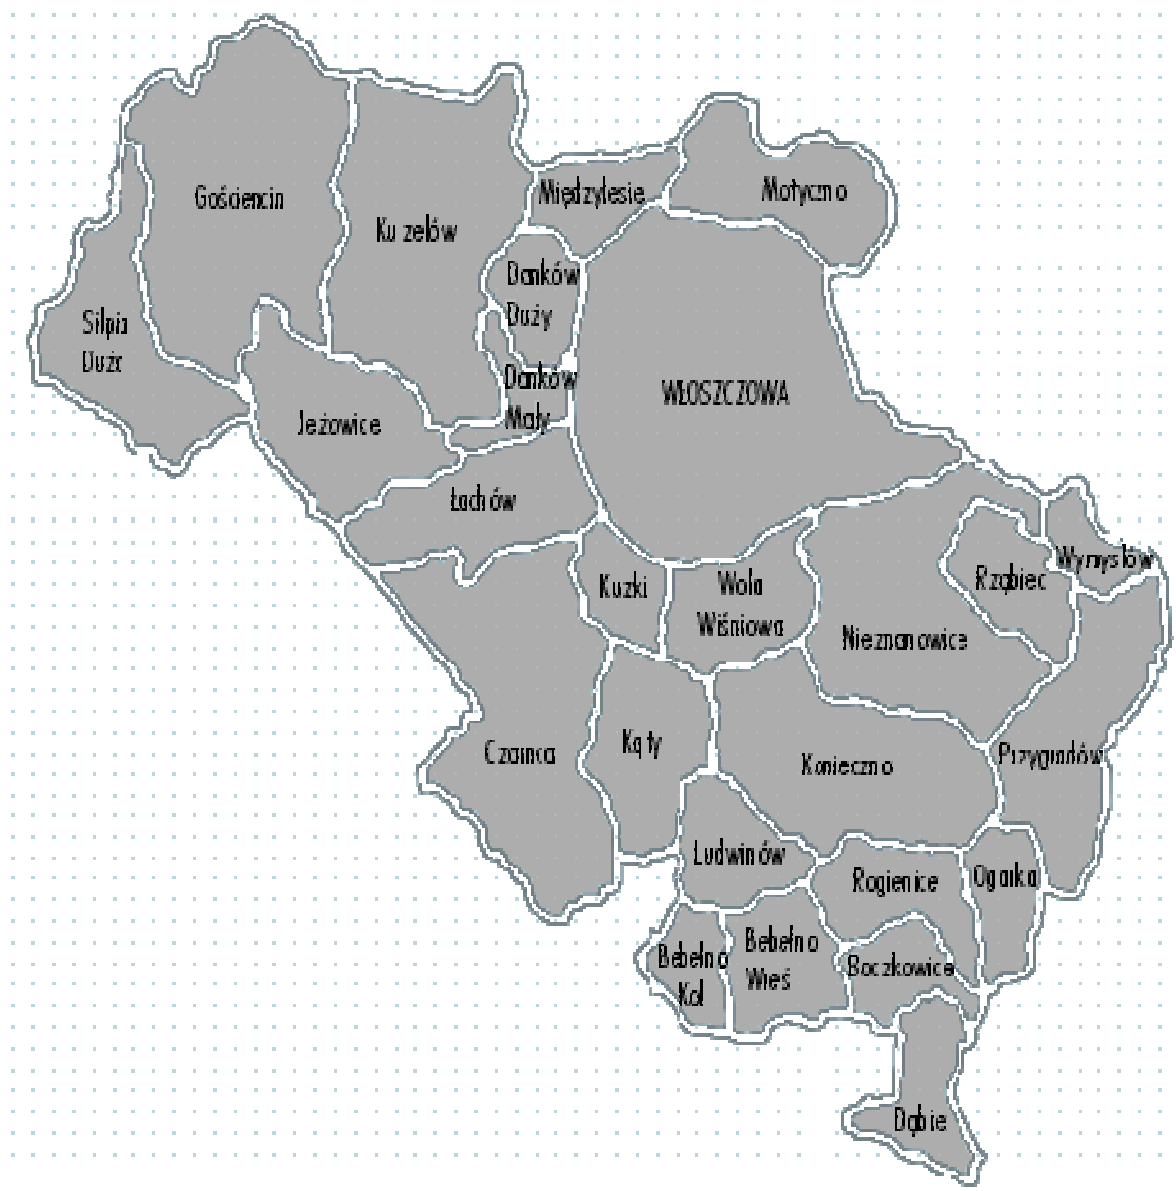 Gościencin
Międzylesie
Motyczno
Ku zelów
Danków
Duży
Silpia
Duża
Danków
Mały
WŁOSZCZOWA
Jeżowice
Łachów
Kuzki
Wola
Wiśniowa
Rząbiec
Wymysłów
Nieznanowice
Czarnca
Kąty
Konieczno
Przygradów
Ludwinów
Rogienice
Ogarka
Bebelno
Kol
Bebelno
Wieś
Boczkowice
Dąbie